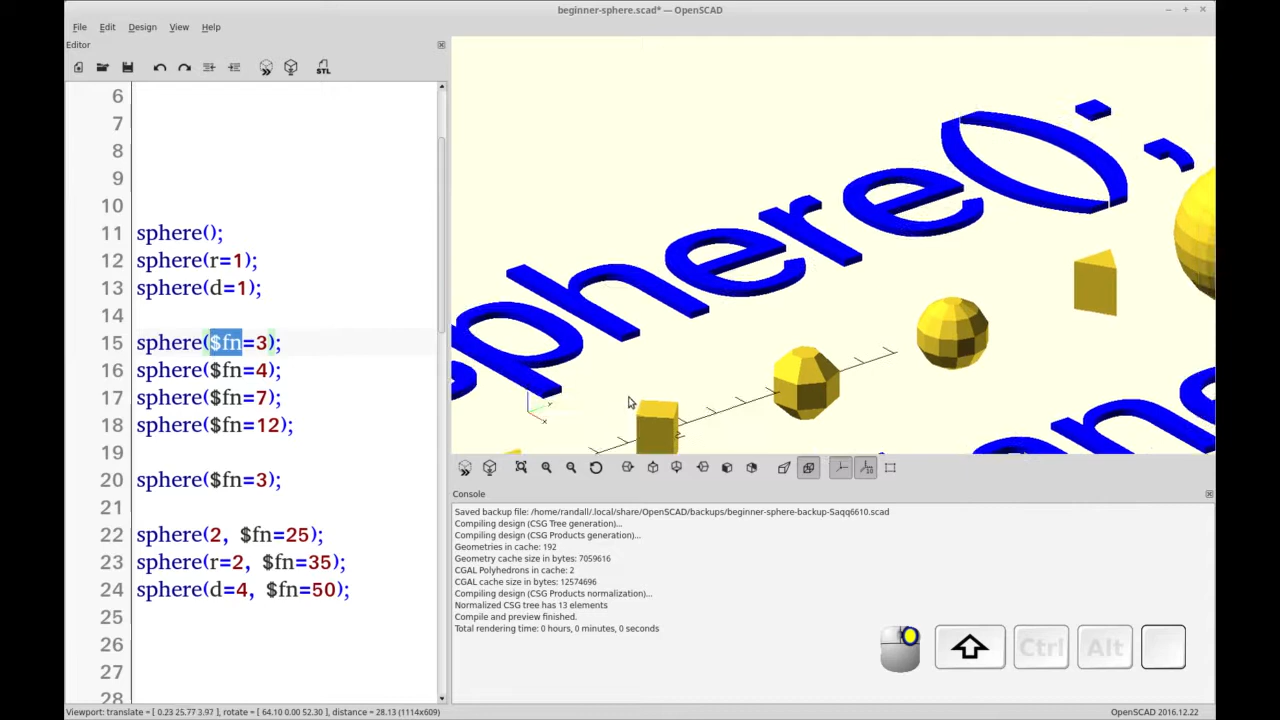 beginner-sphere.scad* — OpenSCAD
File Edit Design View Help
Editor
STL
6
7
8
9
10
11 sphere();
12 sphere(r=1);
13 sphere(d=1);
14
15 sphere($fn=3);
16 sphere($fn=4);
17 sphere($fn=7);
18 sphere($fn=12);
19
20 sphere($fn=3);
21
22 sphere(2, $fn=25);
23 sphere(r=2, $fn=35);
24 sphere(d=4, $fn=50);
25
26
27
28
sphere();
Console
Saved backup file: /home/randall/.local/share/OpenSCAD/backups/beginner-sphere-backup-Saqq6610.scad
Compiling design (CSG Tree generation)...
Compiling design (CSG Products generation)...
Geometries in cache: 192
Geometry cache size in bytes: 7059616
CGAL Polyhedrons in cache: 2
CGAL cache size in bytes: 12574696
Compiling design (CSG Products normalization)...
Normalized CSG tree has 13 elements
Compile and preview finished.
Total rendering time: 0 hours, 0 minutes, 0 seconds
Ctrl Alt
Viewport: translate = [ 0.23 25.77 3.97 ], rotate = [ 64.10 0.00 52.30 ], distance = 28.13 (1114x609)
OpenSCAD 2016.12.22